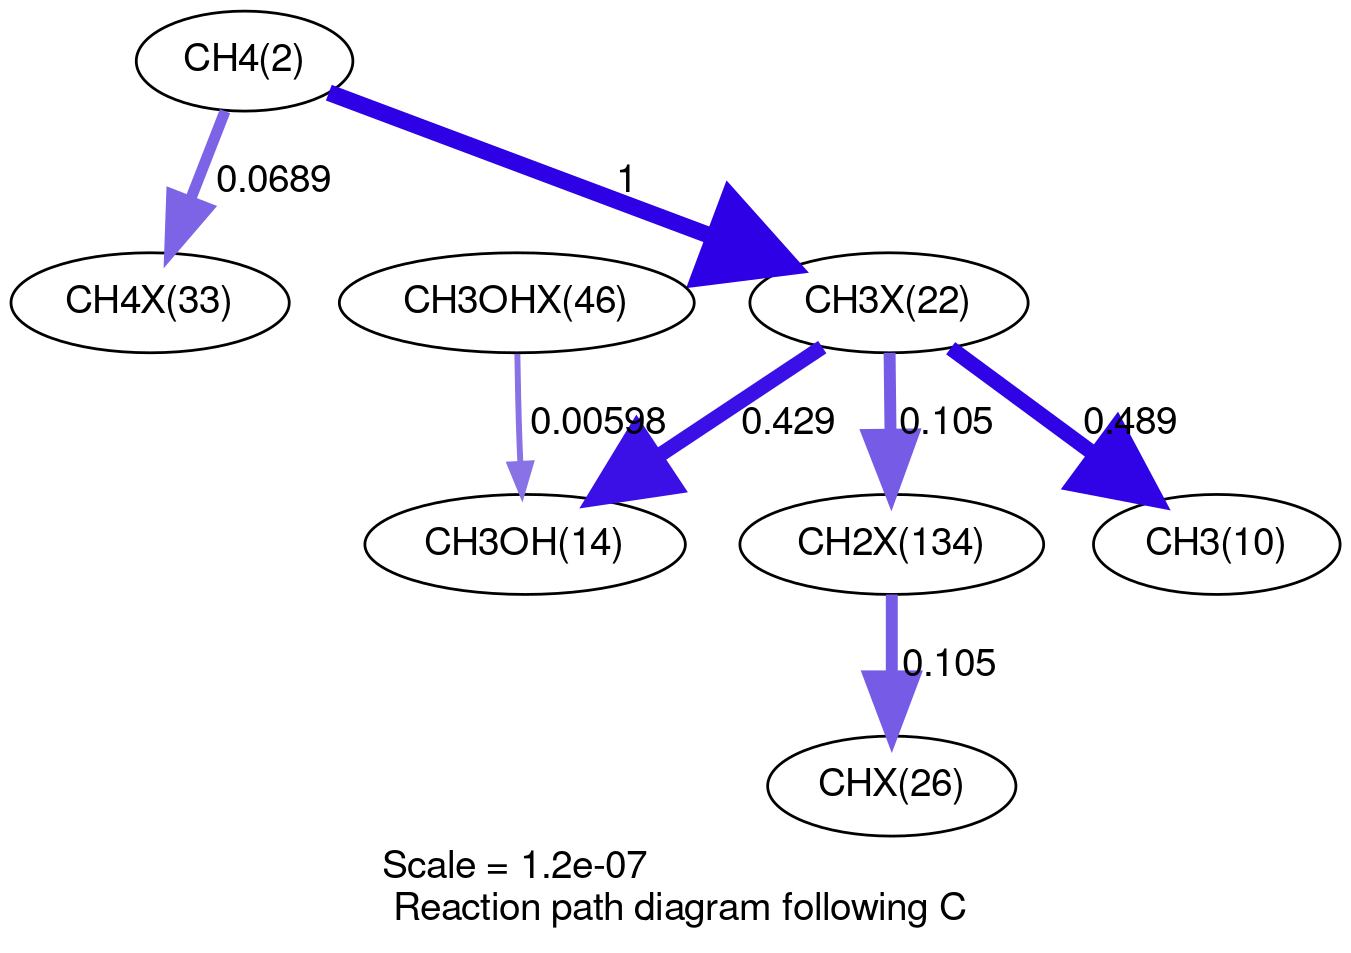 CH4(2)
0.0689
1
CH4X(33)
CH3OHX(46)
CH3X(22)
0.00598
0.429
0.105
0.489
CH3OH(14)
CH2X(134)
CH3(10)
0.105
CHX(26)
Scale = 1.2e-07
Reaction path diagram following C